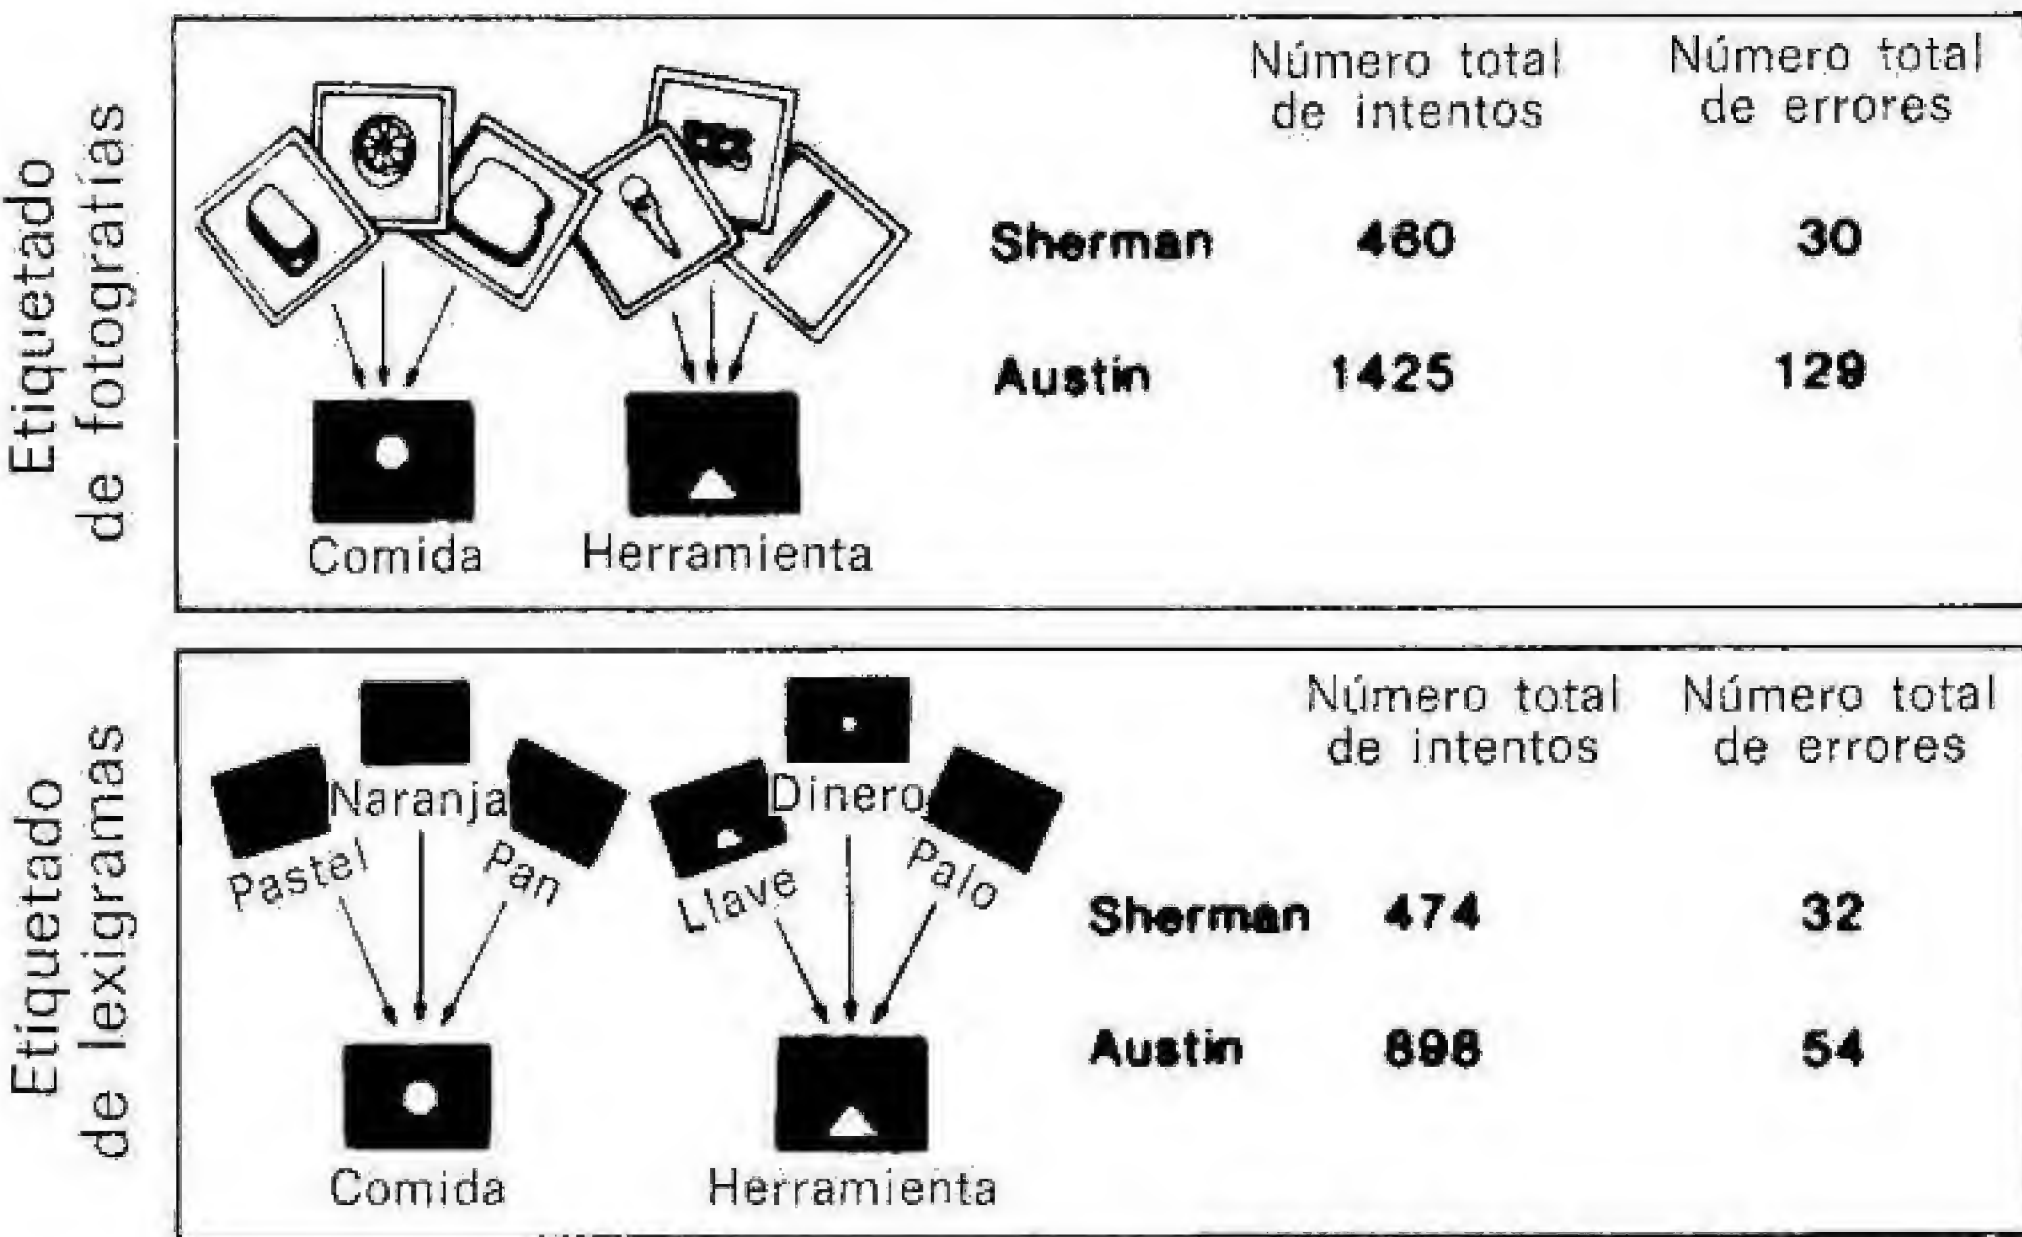 Etiquetado
de fotografías
Número total
de intentos
Número total
de errores
Sherman 460 30
Austin 1425 129
Comida
Herramienta
Etiquetado
de lexigramas
Número total
de intentos
Número total
de errores
Naranja
Pastel
Pan
Dinero
Llave
Palo
Sherman 474 32
Austin 898 54
Comida
Herramienta